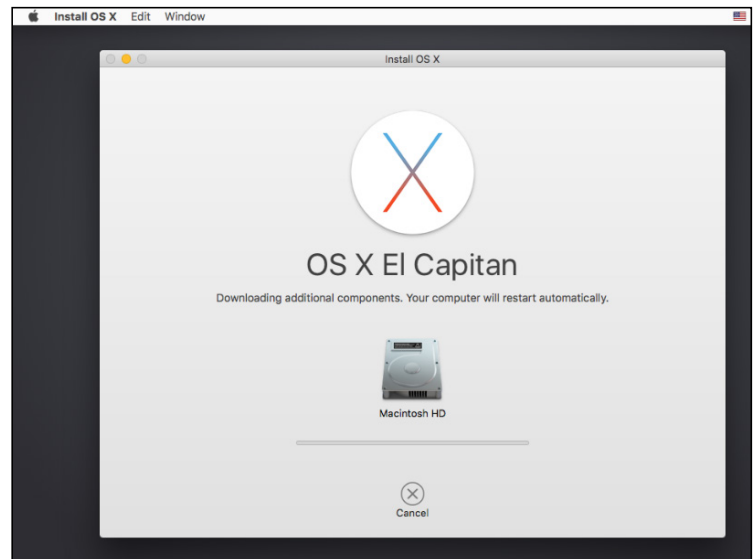 Install OS X Edit Window
Install OS X
OS X El Capitan
Downloading additional components. Your computer will restart automatically.
Macintosh HD
Cancel